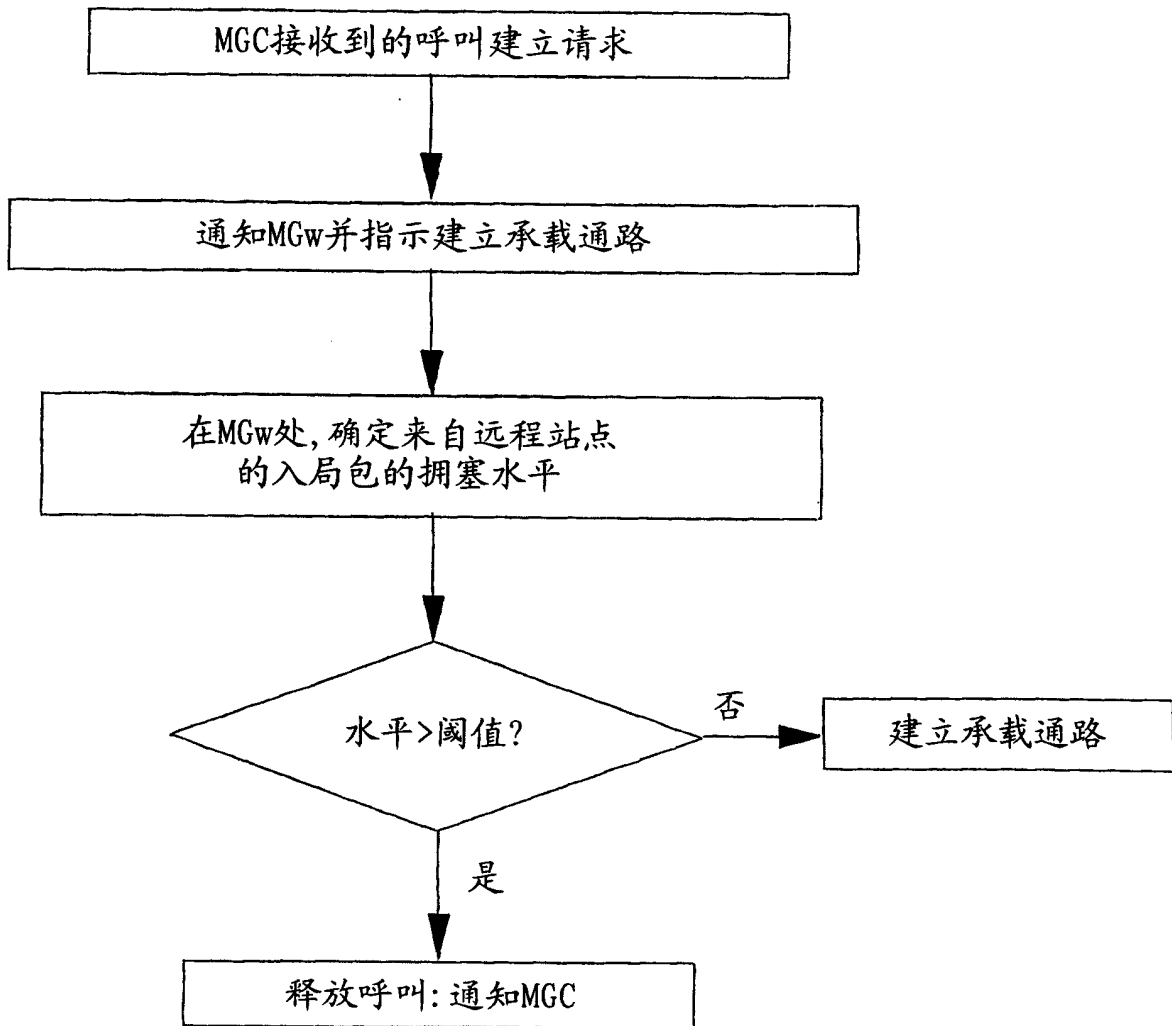 MGC接收到的呼叫建立请求
通知MGw并指示建立承载通路
在MGw处,确定来自远程站点
的入局包的拥塞水平
水平>阈值?
否
建立承载通路
是
释放呼叫:通知MGC